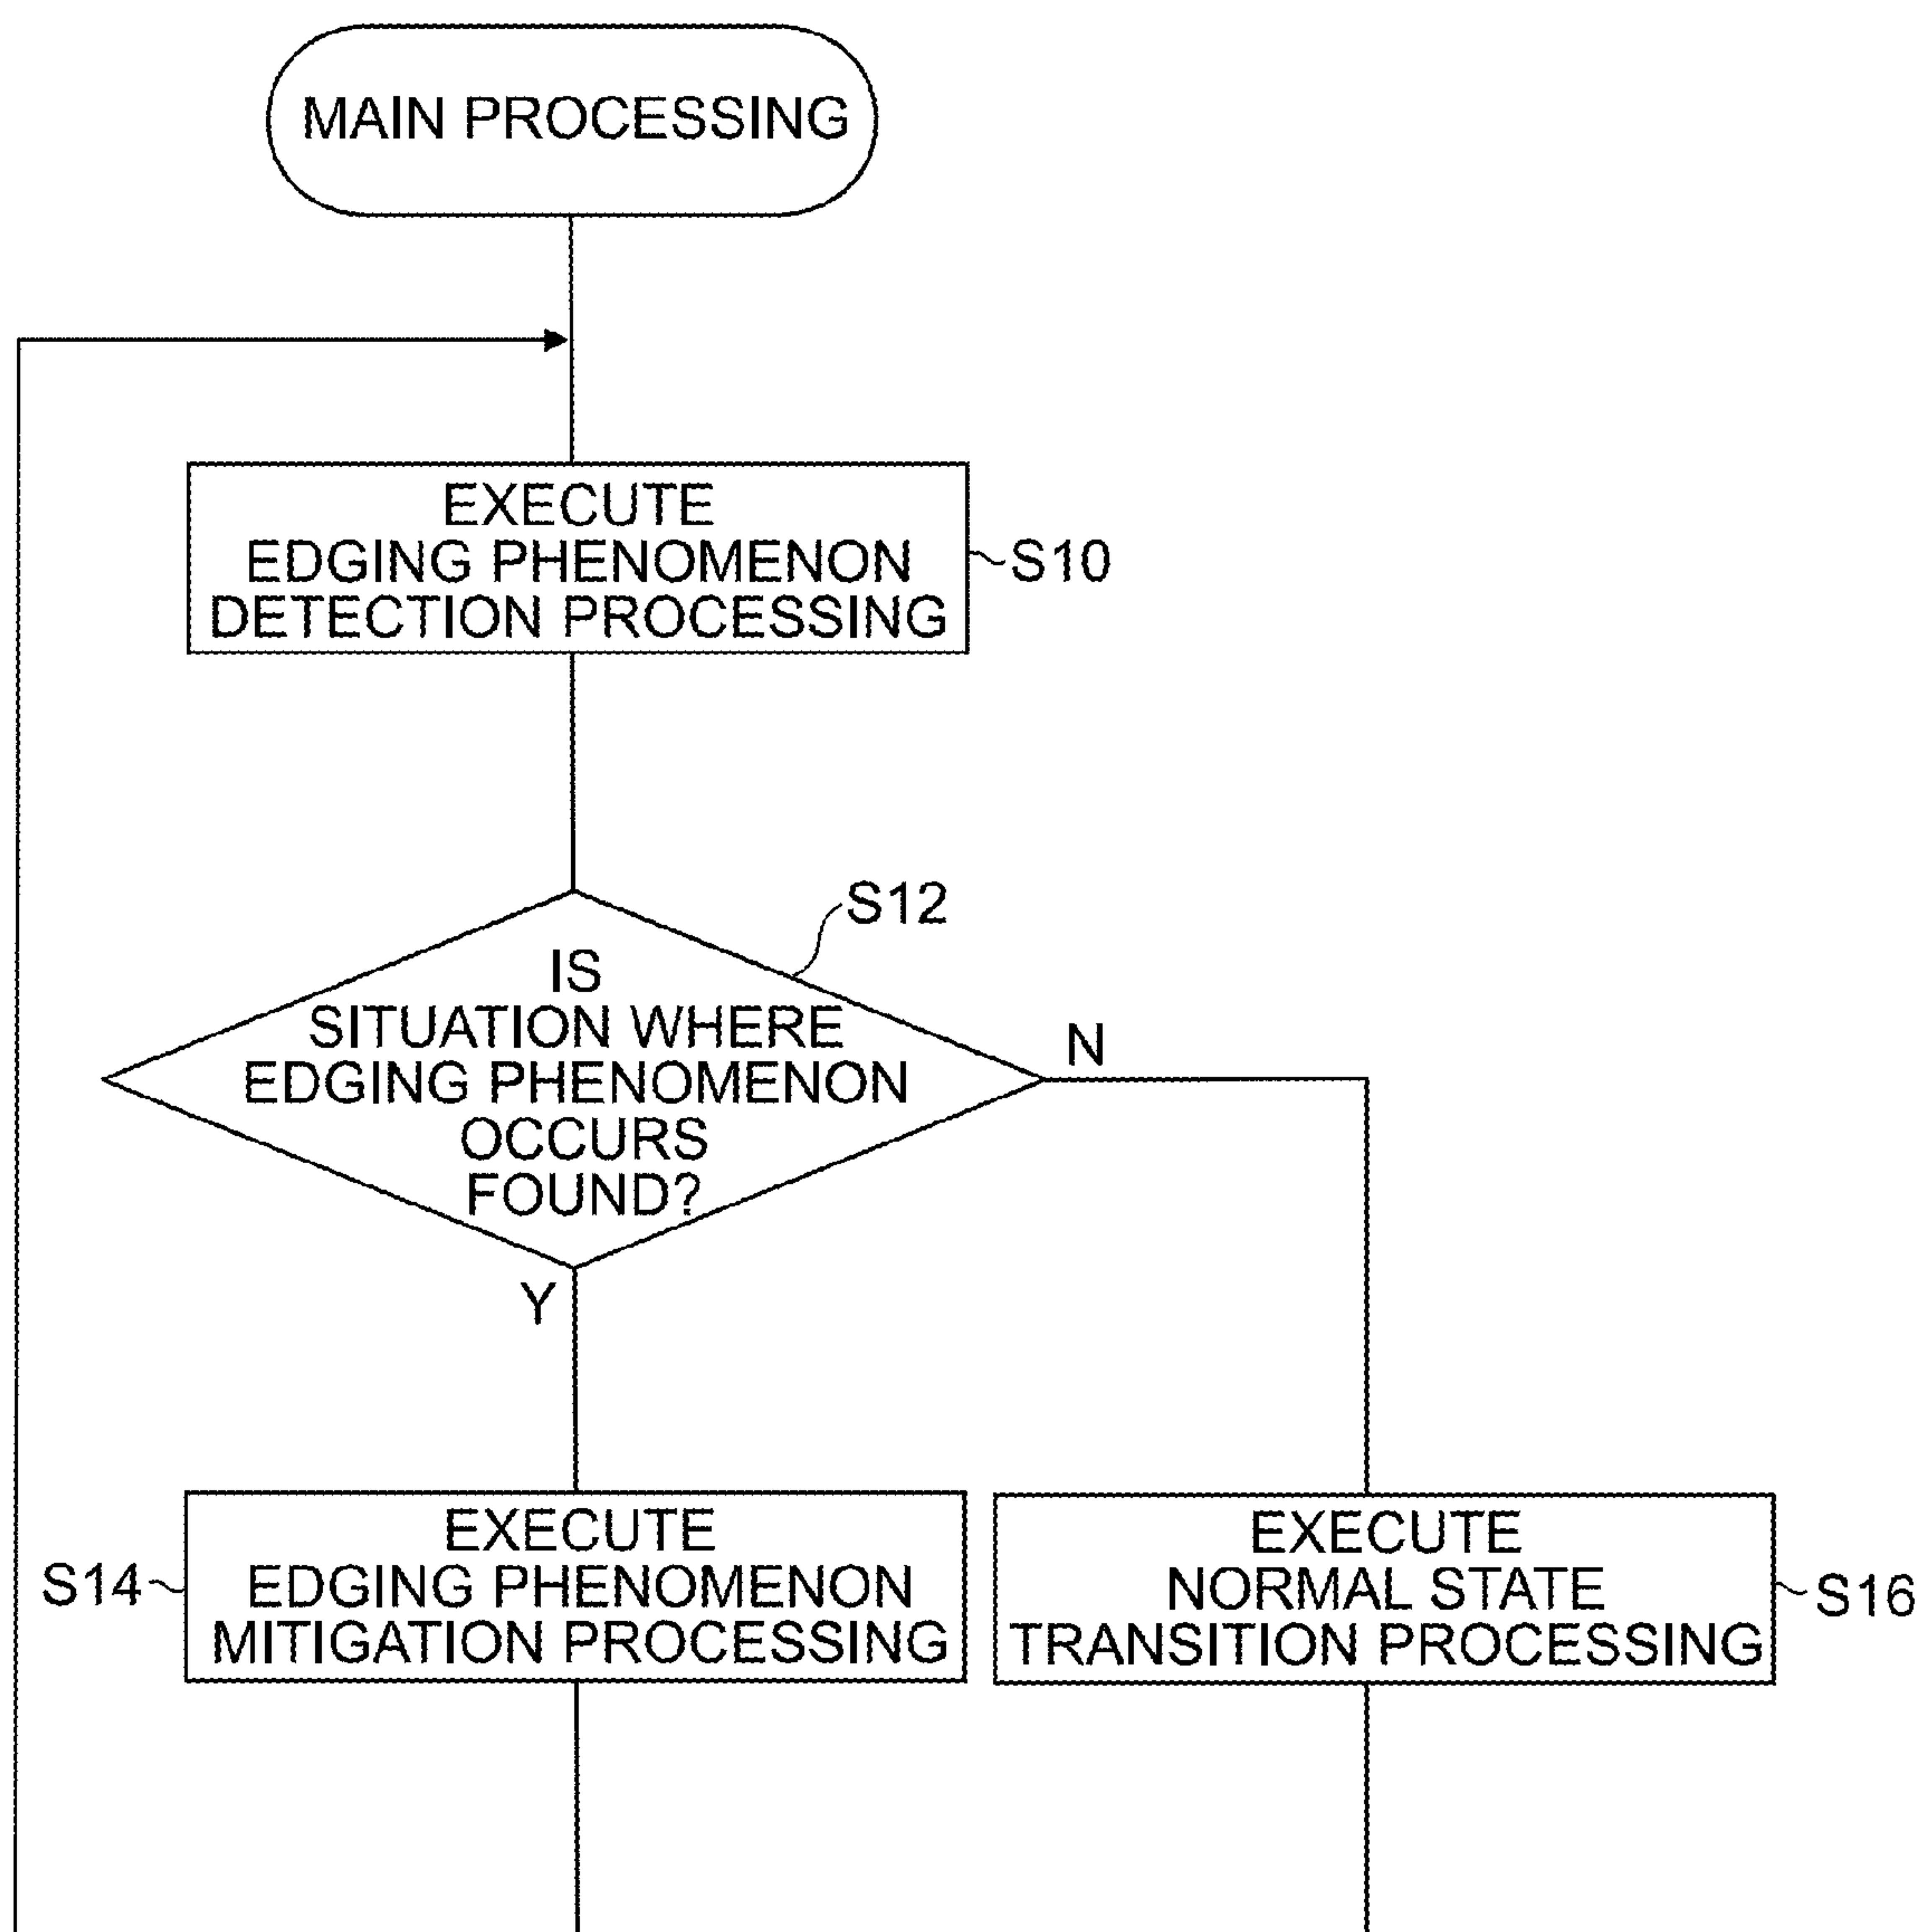 MAIN PROCESSING
EXECUTE
EDGING PHENOMENON
DETECTION PROCESSING
S10
S12
IS
SITUATION WHERE
EDGING PHENOMENON
OCCURS
FOUND?
N
Y
EXECUTE
EDGING PHENOMENON
MITIGATION PROCESSING
S14
EXECUTE
NORMAL STATE
TRANSITION PROCESSING
S16